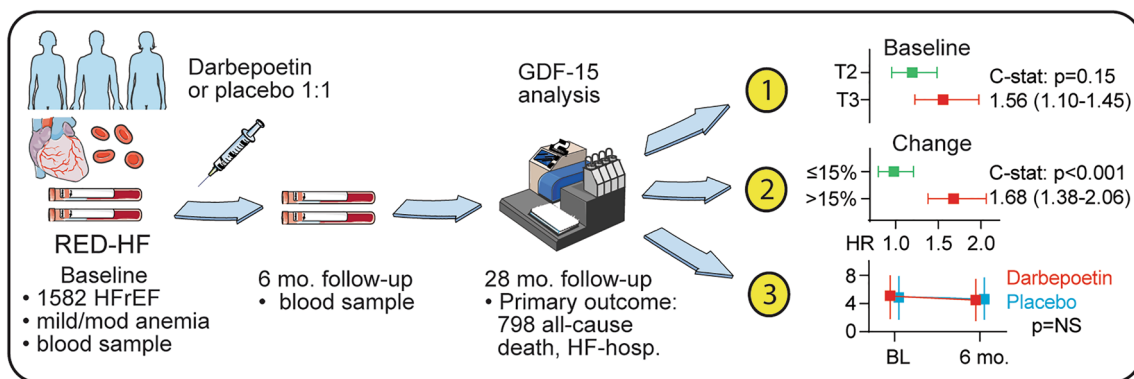 Darbepoetin
or placebo 1:1
RED-HF
Baseline
• 1582 HFrEF
• mild/mod anemia
• blood sample
6 mo. follow-up
• blood sample
GDF-15
analysis
28 mo. follow-up
• Primary outcome:
798 all-cause
death, HF-hosp.
1
Baseline
T2
T3
C-stat: p=0.15
1.56 (1.10-1.45)
2
Change
≤15%
>15%
C-stat: p<0.001
1.68 (1.38-2.06)
HR 1.0 1.5 2.0
3
8
4
0
Darbepoetin
Placebo
p=NS
BL 6 mo.